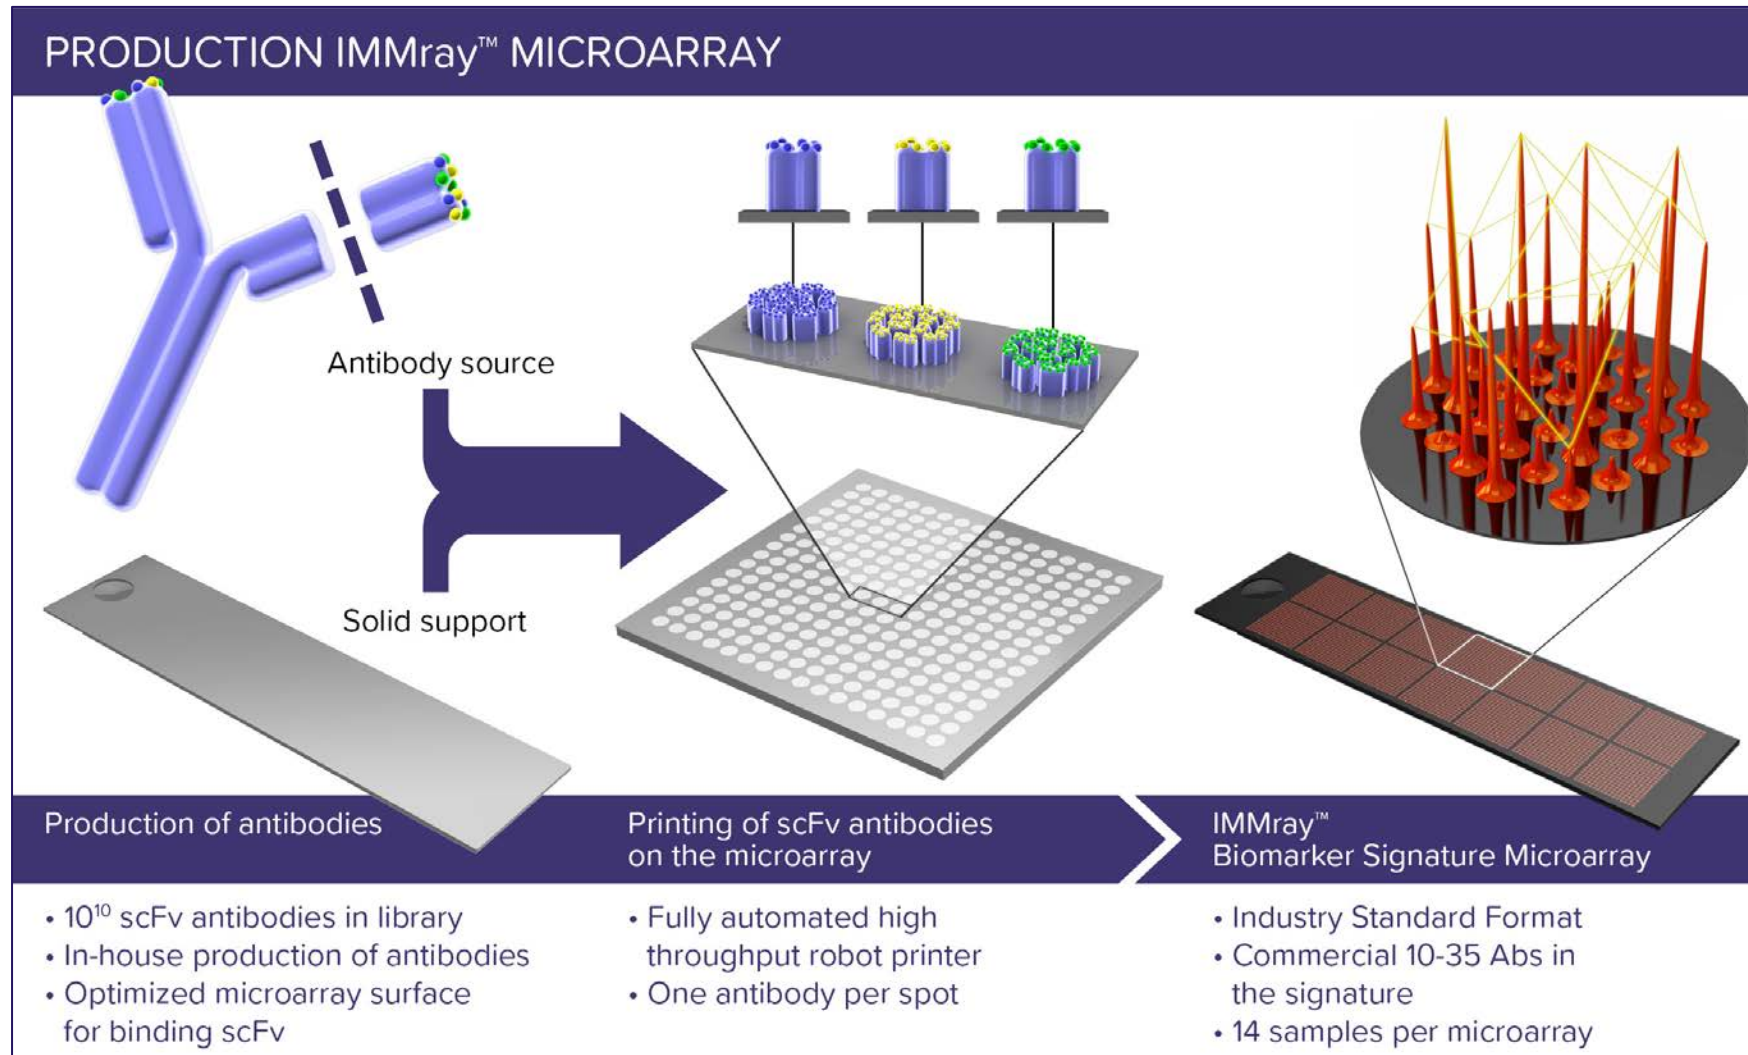 PRODUCTION IMMray™ MICROARRAY
Antibody source
Solid support
Production of antibodies
• 10¹⁰ scFv antibodies in library
• In-house production of antibodies
• Optimized microarray surface
for binding scFv
Printing of scFv antibodies
on the microarray
• Fully automated high
throughput robot printer
• One antibody per spot
IMMray™
Biomarker Signature Microarray
• Industry Standard Format
• Commercial 10-35 Abs in
the signature
• 14 samples per microarray